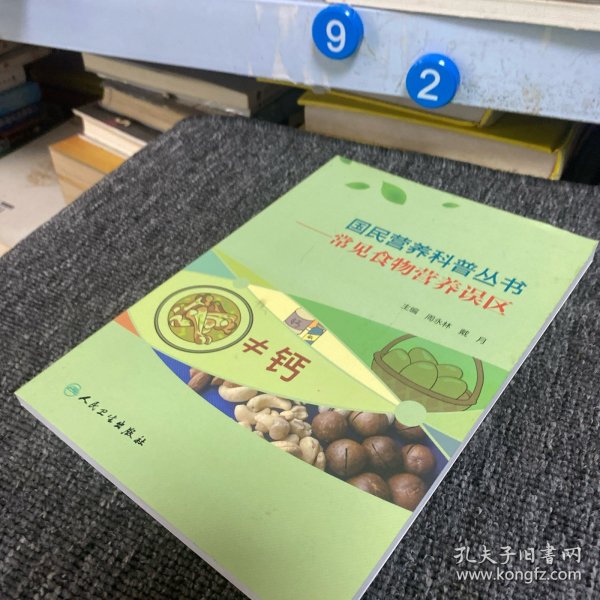 9
2
国民营养科普丛书
——常见食物营养误区
主编 周永林 戴 月
≠钙
人民卫生出版社
孔夫子旧书网
www.kongfz.com